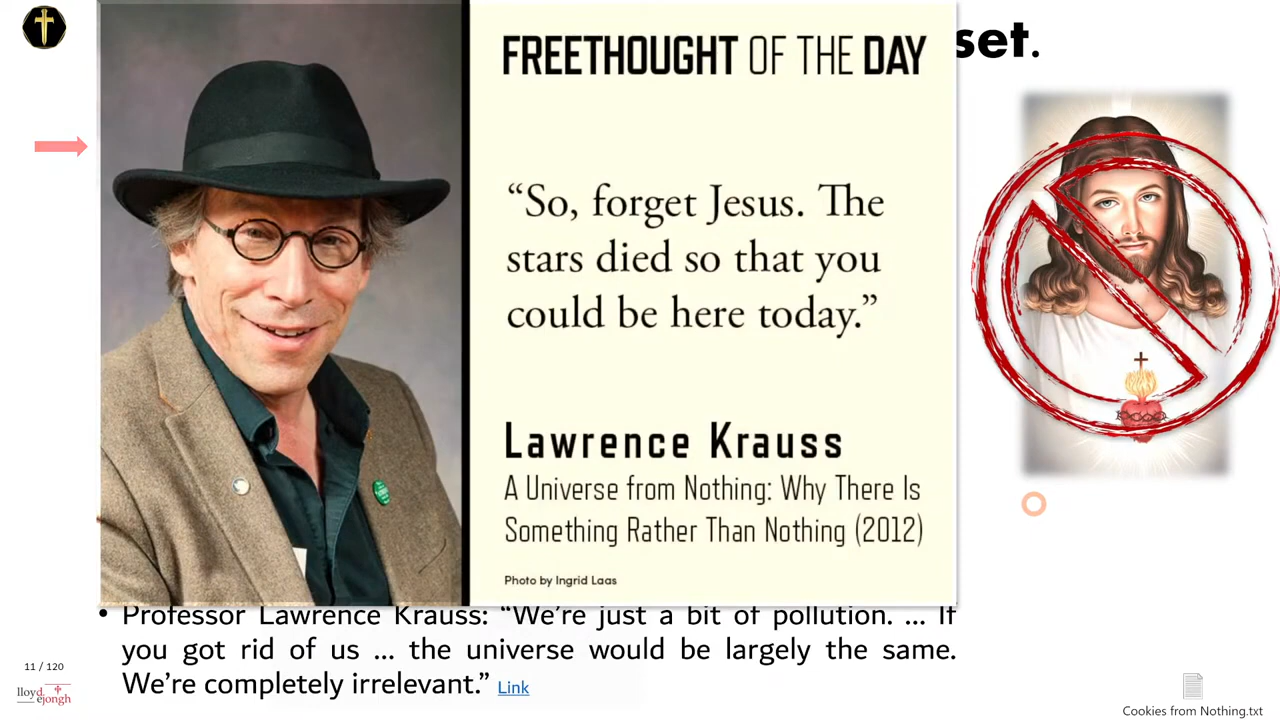 set.
FREETHOUGHT OF THE DAY
“So, forget Jesus. The
stars died so that you
could be here today.”
Lawrence Krauss
A Universe from Nothing: Why There Is
Something Rather Than Nothing (2012)
Photo by Ingrid Laas
• Professor Lawrence Krauss: “We’re just a bit of pollution. ... If
you got rid of us ... the universe would be largely the same.
We’re completely irrelevant.” Link
11 / 120
lloyd
dejongh
Cookies from Nothing.txt